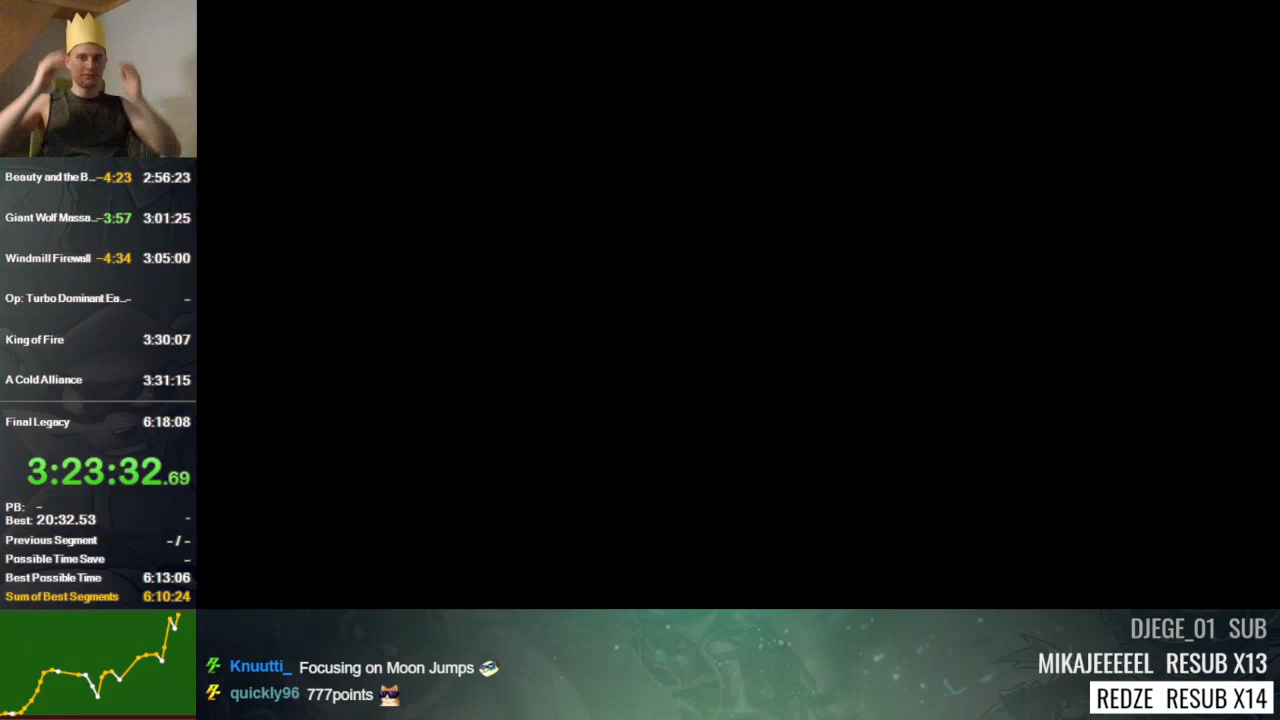 Beauty and the B... -4:23 2:56:23
Giant Wolf Massa... -3:57 3:01:25
Windmill Firewall -4:34 3:05:00
Op: Turbo Dominant Ea... - -
King of Fire 3:30:07
A Cold Alliance 3:31:15
Final Legacy 6:18:08
3:23:32.69
PB: -
Best: 20:32.53 -
Previous Segment - / -
Possible Time Save -
Best Possible Time 6:13:06
Sum of Best Segments 6:10:24
Knuutti_ Focusing on Moon Jumps
quickly96 777points
DJEGE_01 SUB
MIKAJEEEEEL RESUB X13
REDZE RESUB X14